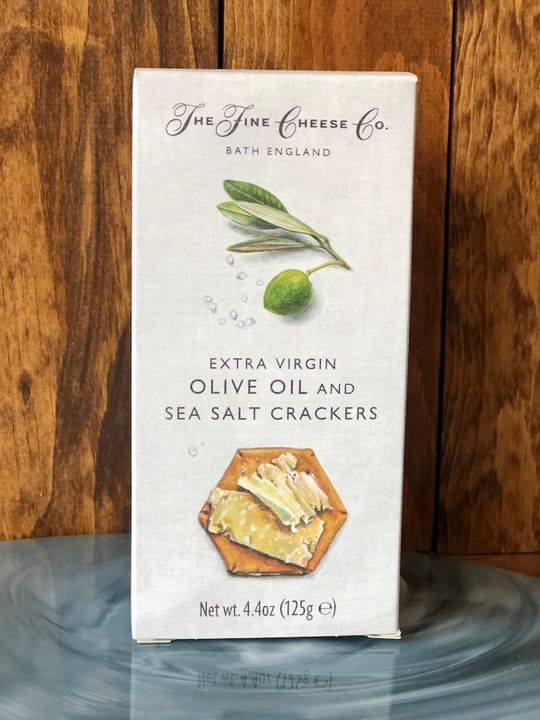 The Fine Cheese Co.
BATH ENGLAND
EXTRA VIRGIN
OLIVE OIL AND
SEA SALT CRACKERS
Net wt. 4.4oz (125g ℮)